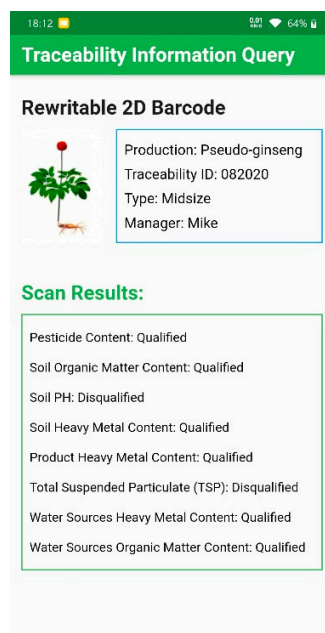 18:12
0.01
64%
Traceability Information Query
Rewritable 2D Barcode
Production: Pseudo-ginseng
Traceability ID: 082020
Type: Midsize
Manager: Mike
Scan Results:
Pesticide Content: Qualified
Soil Organic Matter Content: Qualified
Soil PH: Disqualified
Soil Heavy Metal Content: Qualified
Product Heavy Metal Content: Qualified
Total Suspended Particulate (TSP): Disqualified
Water Sources Heavy Metal Content: Qualified
Water Sources Organic Matter Content: Qualified